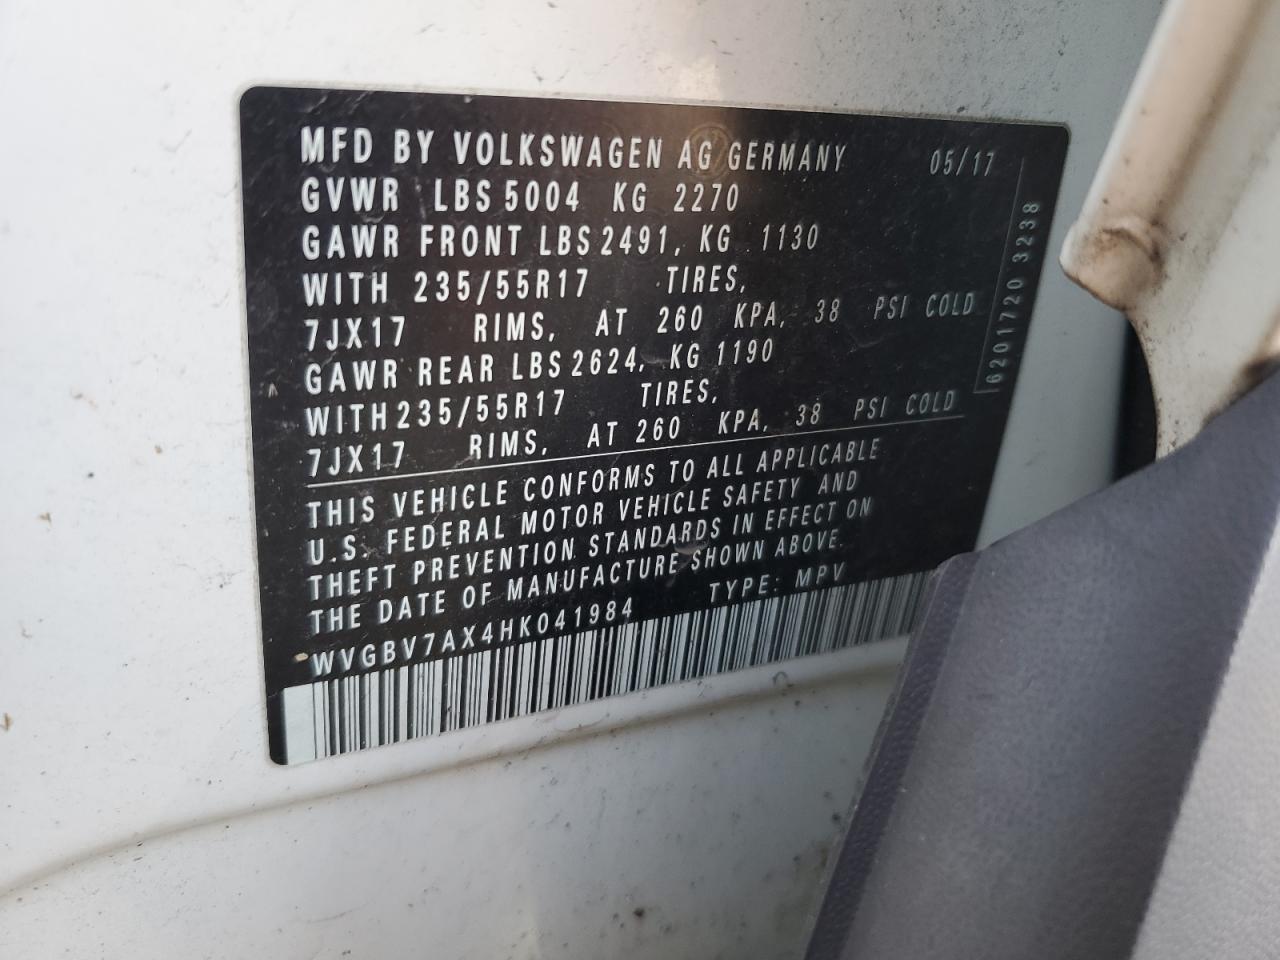 MFD BY VOLKSWAGEN AG GERMANY 05/17
GVWR LBS 5004 KG 2270
GAWR FRONT LBS 2491, KG 1130
WITH 235/55R17 TIRES,
7JX17 RIMS, AT 260 KPA, 38 PSI COLD
GAWR REAR LBS 2624, KG 1190
WITH 235/55R17 TIRES,
7JX17 RIMS, AT 260 KPA, 38 PSI COLD
THIS VEHICLE CONFORMS TO ALL APPLICABLE
U.S. FEDERAL MOTOR VEHICLE SAFETY AND
THEFT PREVENTION STANDARDS IN EFFECT ON
THE DATE OF MANUFACTURE SHOWN ABOVE.
WVGBV7AX4HK041984 TYPE: MPV
6201720 3238